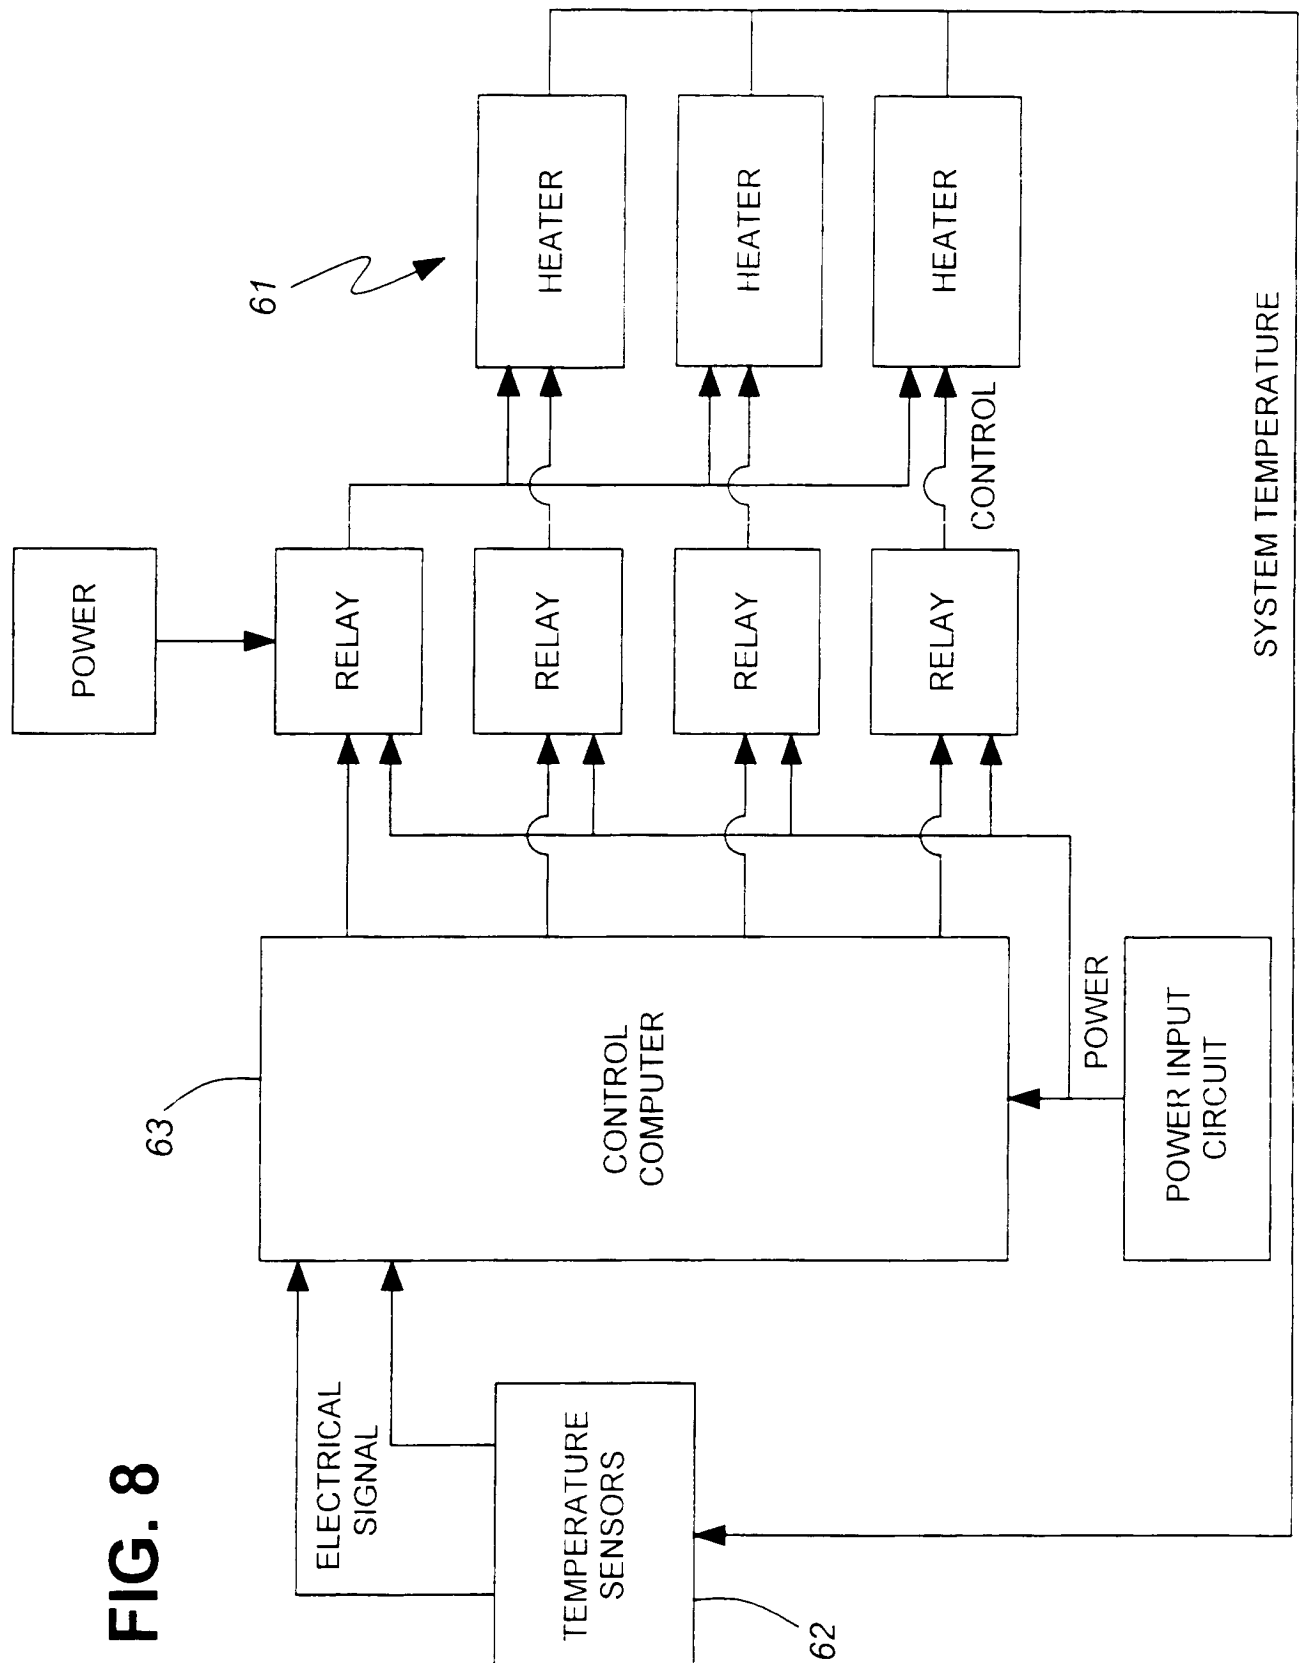 FIG. 8
POWER
61
RELAY
RELAY
RELAY
RELAY
HEATER
HEATER
HEATER
CONTROL
63
CONTROL
COMPUTER
ELECTRICAL
SIGNAL
TEMPERATURE
SENSORS
62
POWER
POWER INPUT
CIRCUIT
SYSTEM TEMPERATURE